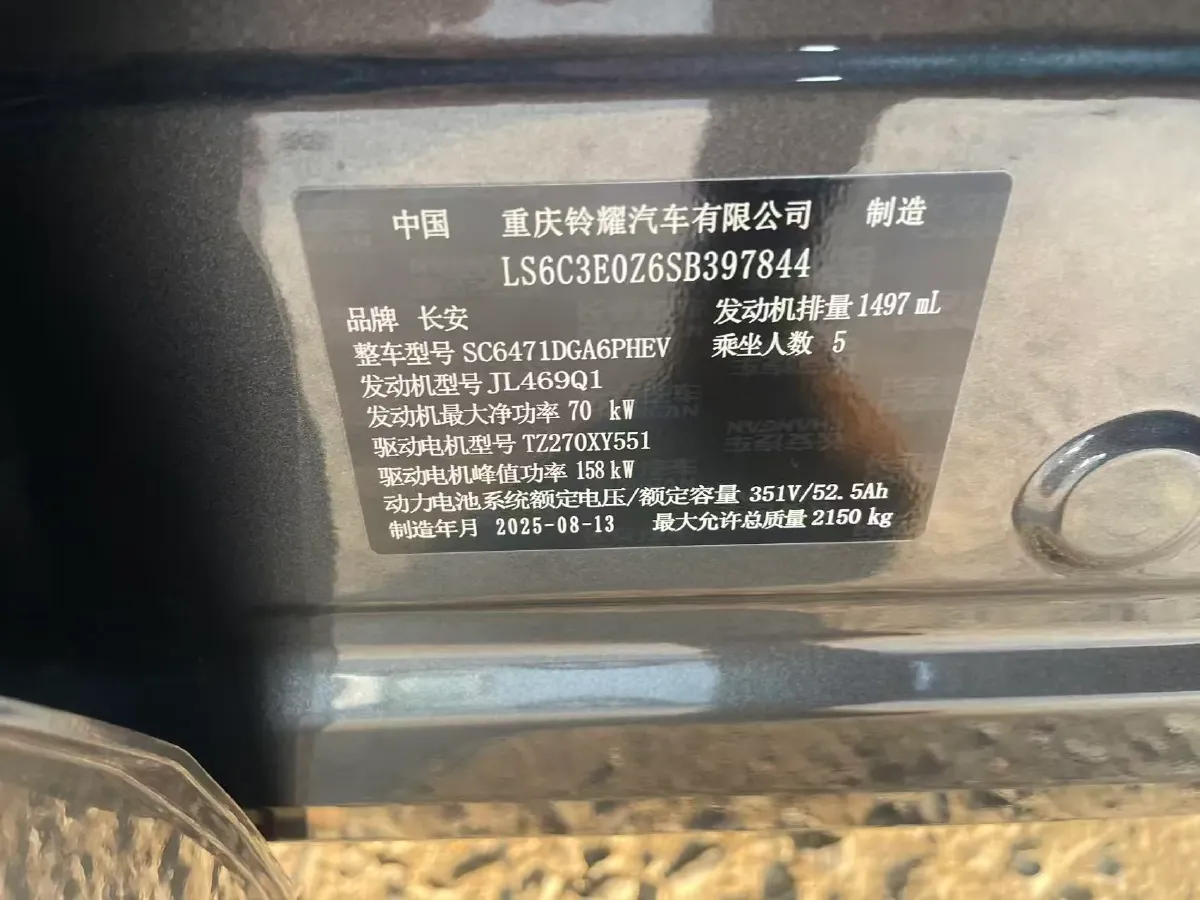 中国 重庆铃耀汽车有限公司 制造
LS6C3E0Z6SB397844
品牌 长安 发动机排量 1497 mL
整车型号 SC6471DGA6PHEV 乘坐人数 5
发动机型号 JL469Q1
发动机最大净功率 70 kW
驱动电机型号 TZ270XY551
驱动电机峰值功率 158 kW
动力电池系统额定电压/额定容量 351V/52.5Ah
制造年月 2025-08-13 最大允许总质量 2150 kg